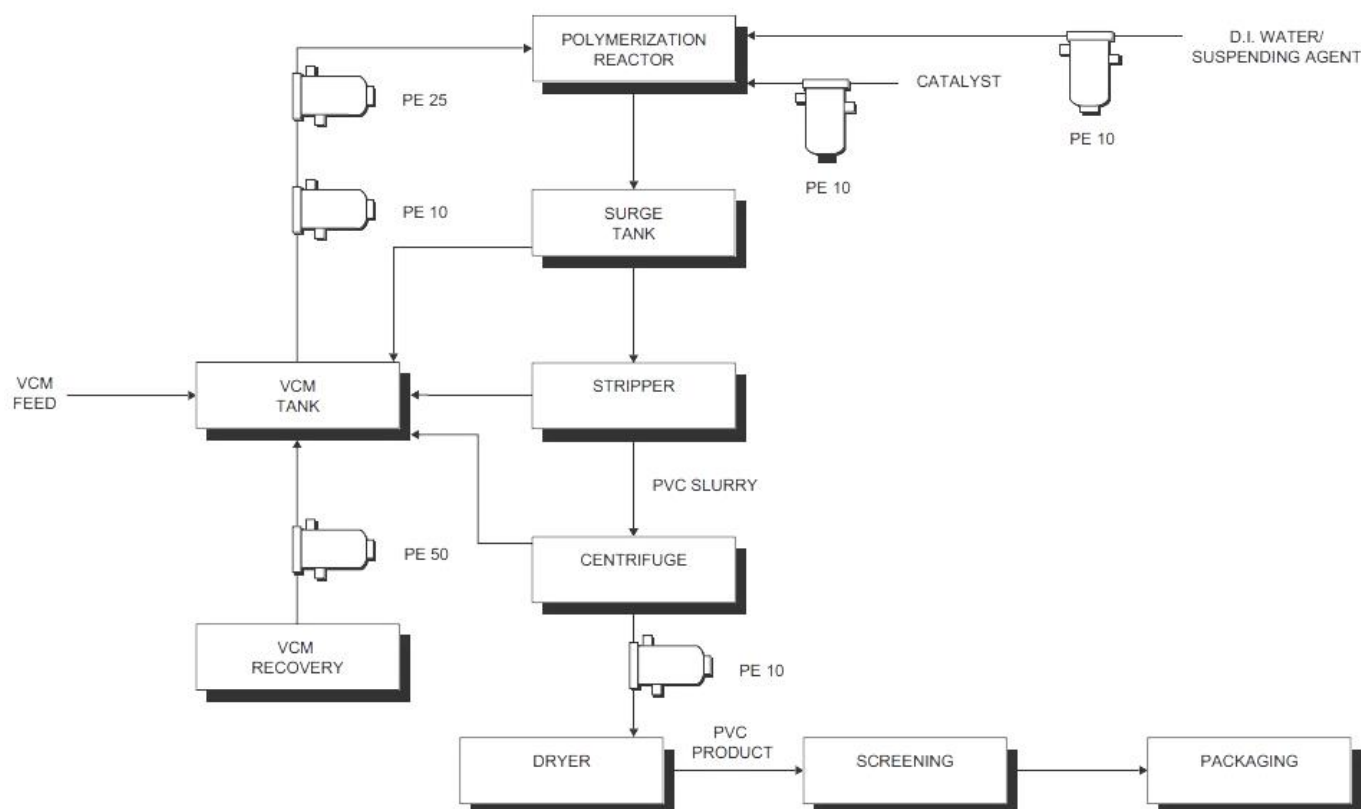 POLYMERIZATION
REACTOR
D.I. WATER/
SUSPENDING AGENT
CATALYST
PE 25
PE 10
PE 10
PE 10
SURGE
TANK
VCM
FEED
VCM
TANK
STRIPPER
PVC SLURRY
PE 50
CENTRIFUGE
VCM
RECOVERY
PE 10
DRYER
PVC
PRODUCT
SCREENING
PACKAGING